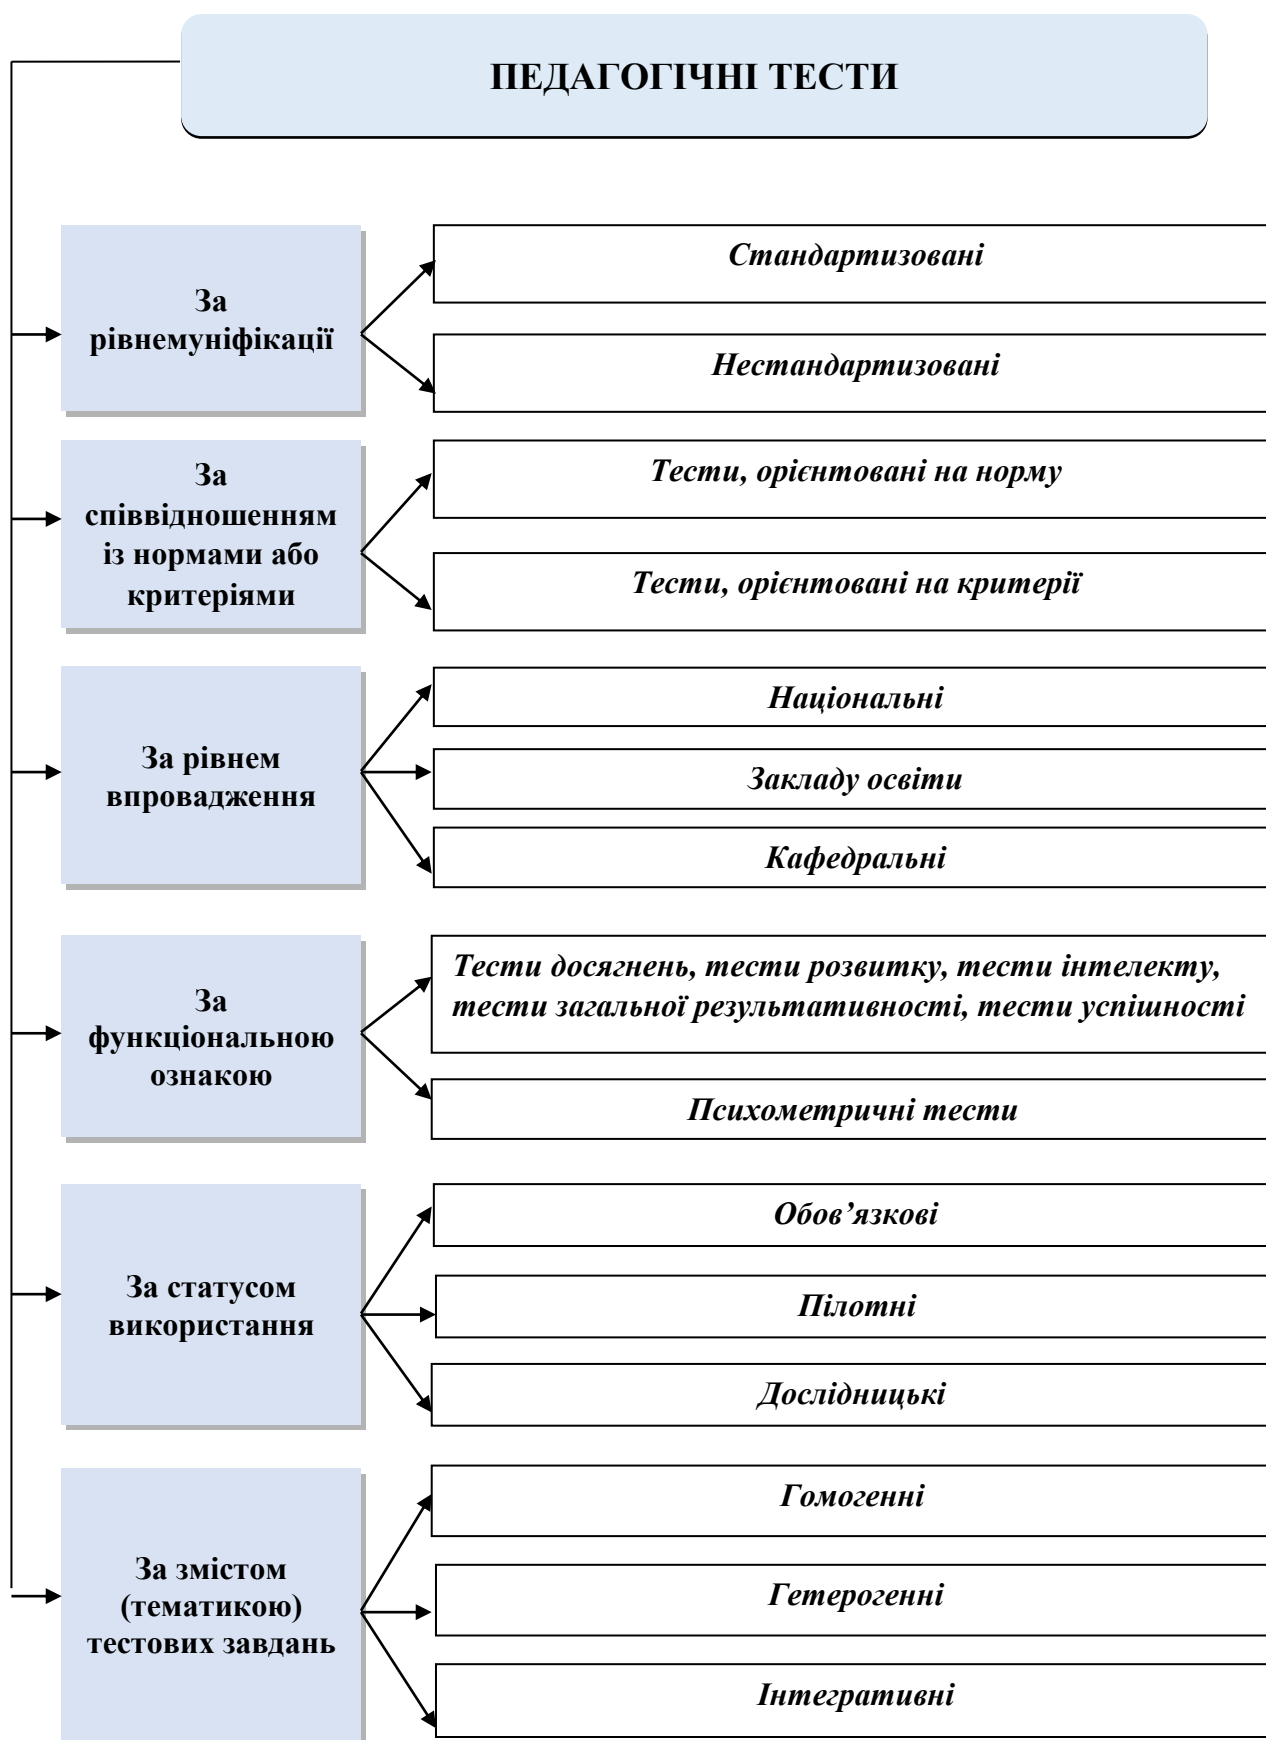 ПЕДАГОГІЧНІ ТЕСТИ
За
рівнемуніфікації
Стандартизовані
Нестандартизовані
За
співвідношенням
із нормами або
критеріями
Тести, орієнтовані на норму
Тести, орієнтовані на критерії
За рівнем
впровадження
Національні
Закладу освіти
Кафедральні
За
функціональною
ознакою
Тести досягнень, тести розвитку, тести інтелекту,
тести загальної результативності, тести успішності
Психометричні тести
За статусом
використання
Обов’язкові
Пілотні
Дослідницькі
За змістом
(тематикою)
тестових завдань
Гомогенні
Гетерогенні
Інтегративні